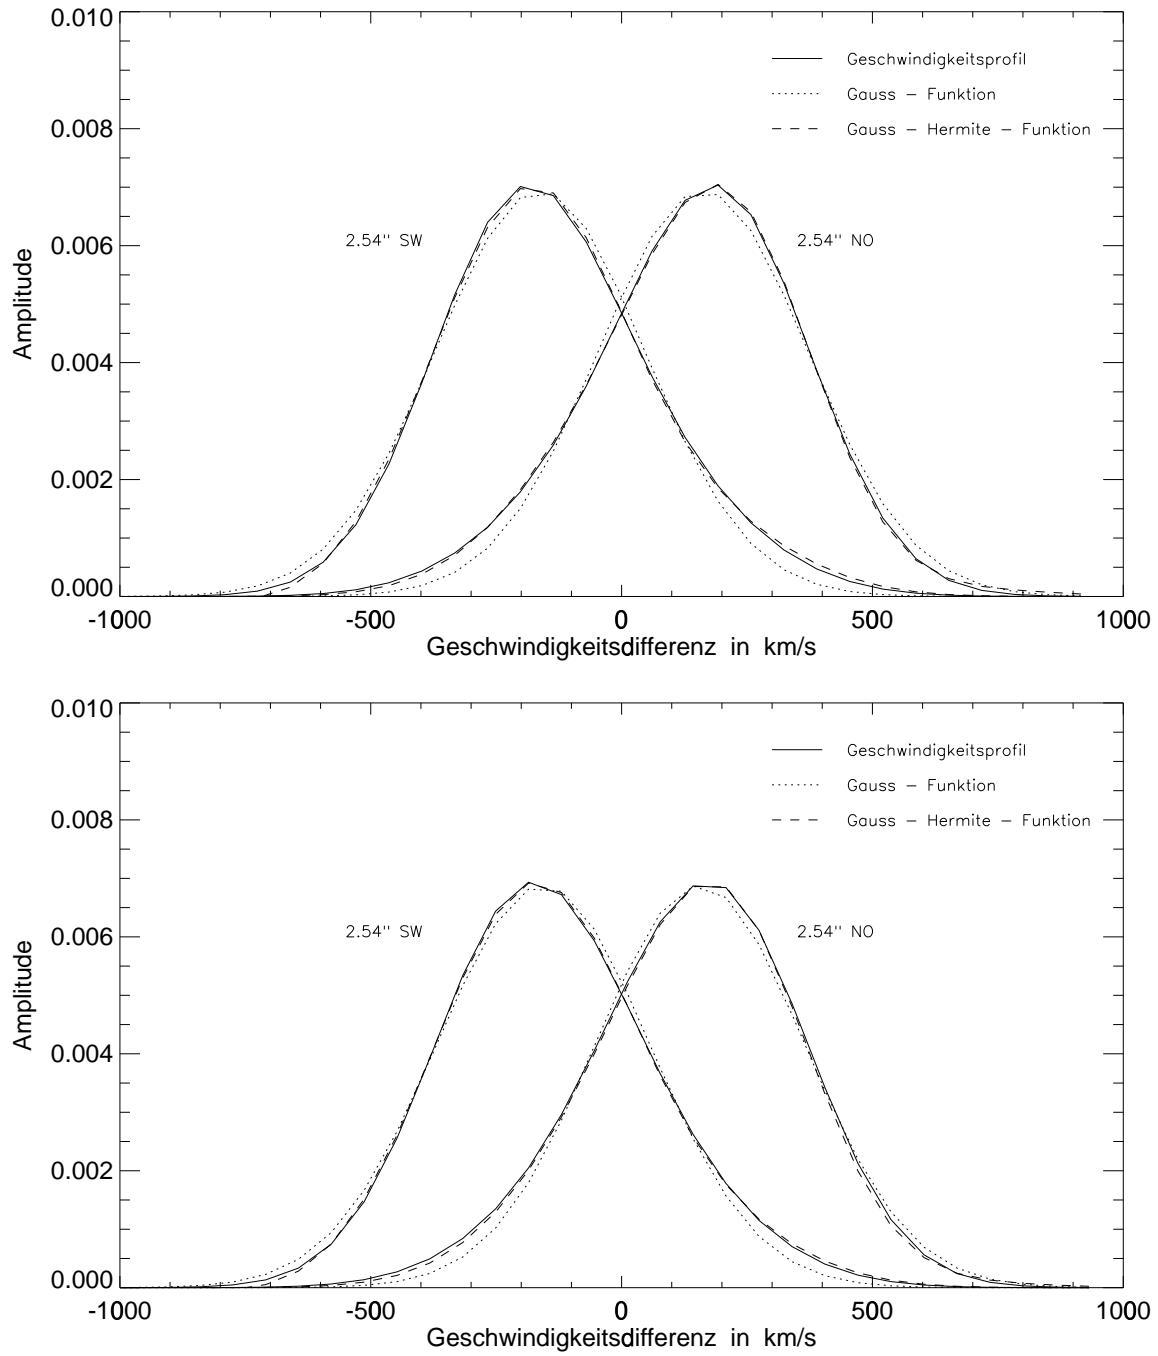 0.010
Geschwindigkeitsprofil
Gauss – Funktion
0.008
Gauss – Hermite – Funktion
0.006
2.54'' SW
2.54'' NO
Amplitude
0.004
0.002
0.000
-1000 -500 0 500 1000
Geschwindigkeitsdifferenz in km/s
0.010
Geschwindigkeitsprofil
Gauss – Funktion
0.008
Gauss – Hermite – Funktion
0.006
2.54'' SW
2.54'' NO
Amplitude
0.004
0.002
0.000
-1000 -500 0 500 1000
Geschwindigkeitsdifferenz in km/s